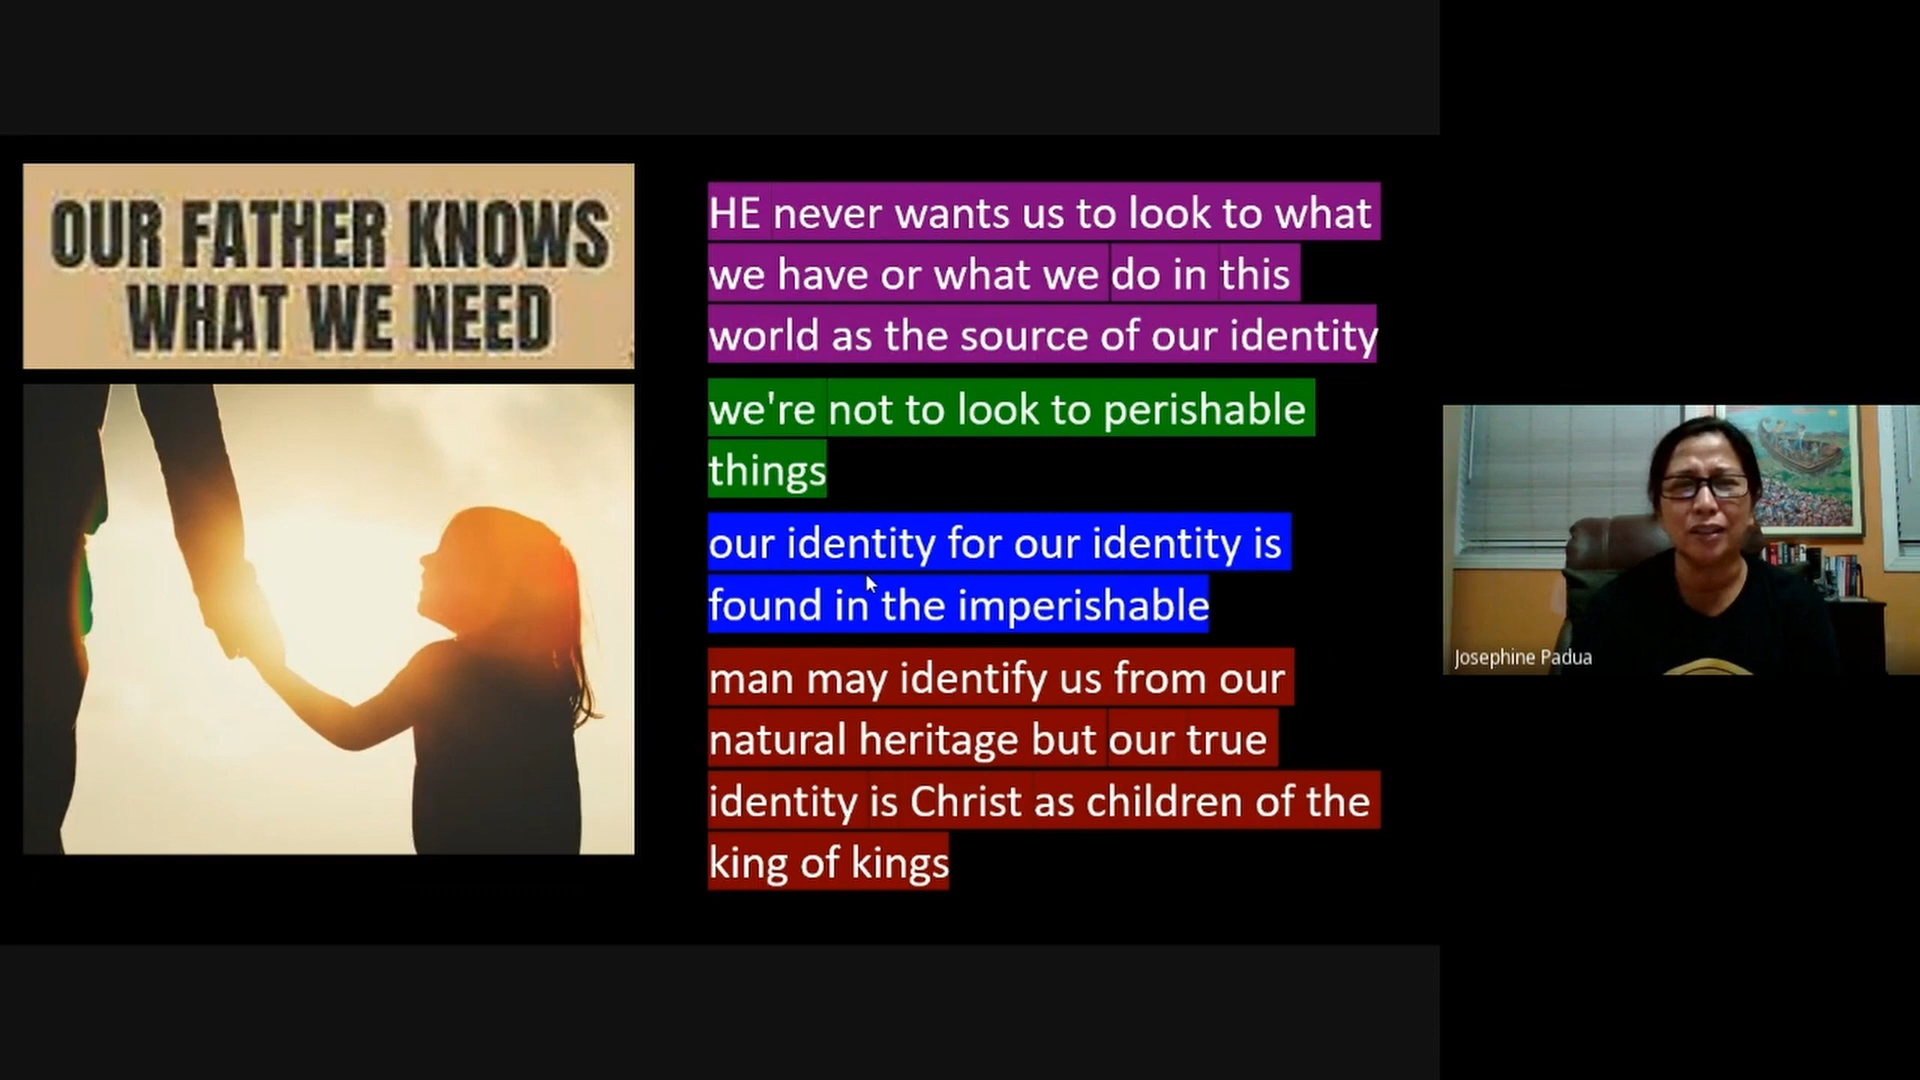 OUR FATHER KNOWS
WHAT WE NEED
HE never wants us to look to what
we have or what we do in this
world as the source of our identity
we're not to look to perishable
things
our identity for our identity is
found in the imperishable
man may identify us from our
natural heritage but our true
identity is Christ as children of the
king of kings
Josephine Padua